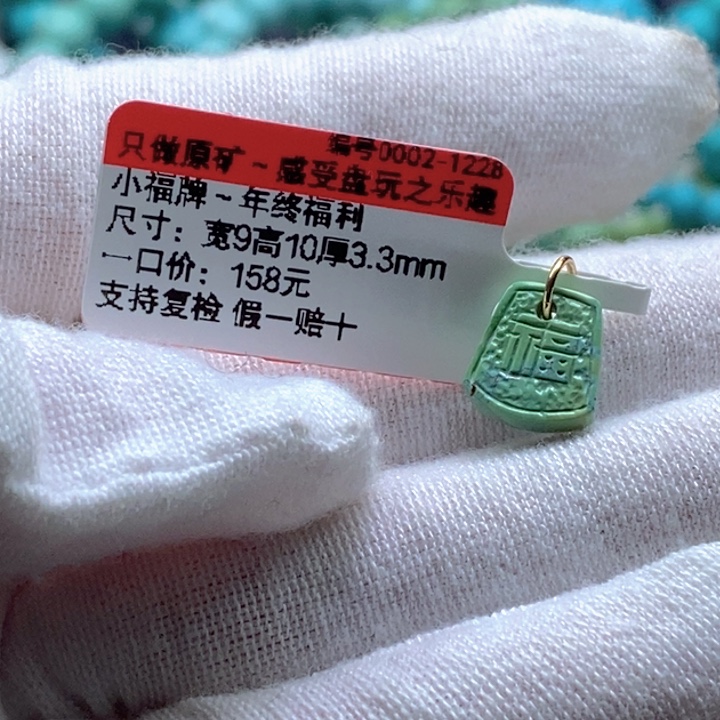 编号0002-1228
只做原矿~感受盘玩之乐趣
小福牌~年终福利
尺寸：宽9高10厚3.3mm
一口价：158元
支持复检 假一赔十
福